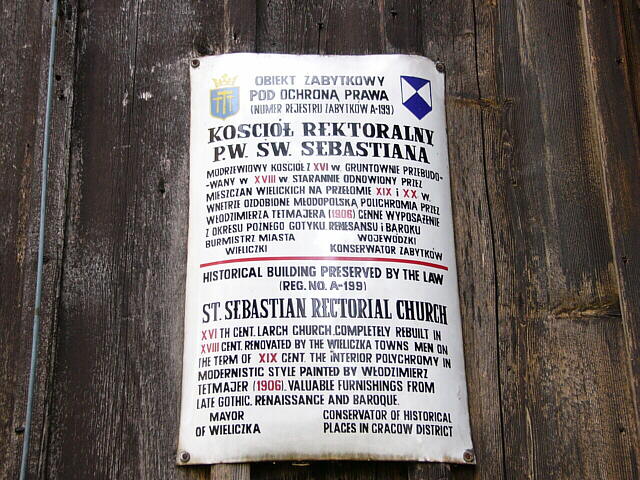 OBIEKT ZABYTKOWY
POD OCHRONĄ PRAWA
(NUMER REJESTRU ZABYTKÓW A-199)
KOŚCIÓŁ REKTORALNY
P.W. ŚW. SEBASTIANA
MODRZEWIOWY KOŚCIÓŁ Z XVI W. GRUNTOWNIE PRZEBUDO-
-WANY W XVIII W STARANNIE ODNOWIONY PRZEZ
MIESZCZAN WIELICKICH NA PRZEŁOMIE XIX I XX W.
WNĘTRZE OZDOBIONE MŁODOPOLSKĄ POLICHROMIĄ PRZEZ
WŁODZIMIERZA TETMAJERA (1906) CENNE WYPOSAŻENIE
Z OKRESU PÓŹNEGO GOTYKU RENESANSU I BAROKU
BURMISTRZ MIASTA WOJEWÓDZKI
WIELICZKI KONSERWATOR ZABYTKÓW
HISTORICAL BUILDING PRESERVED BY THE LAW
(REG. NO. A-199)
ST. SEBASTIAN RECTORIAL CHURCH
XVI TH CENT. LARCH CHURCH. COMPLETELY REBUILT IN
XVIII CENT. RENOVATED BY THE WIELICZKA TOWNS MEN ON
THE TERM OF XIX CENT. THE INTERIOR POLYCHROMY IN
MODERNISTIC STYLE PAINTED BY WŁODZIMIERZ
TETMAJER (1906). VALUABLE FURNISHINGS FROM
LATE GOTHIC. RENAISSANCE AND BAROQUE.
MAYOR CONSERVATOR OF HISTORICAL
OF WIELICZKA PLACES IN CRACOW DISTRICT